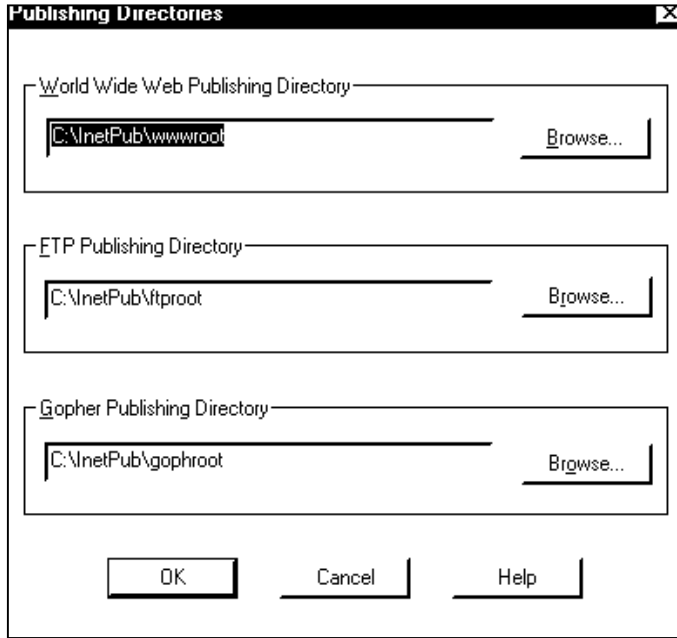 Publishing Directories
World Wide Web Publishing Directory
C:\InetPub\wwwroot
Browse...
FTP Publishing Directory
C:\InetPub\ftproot
Browse...
Gopher Publishing Directory
C:\InetPub\gophroot
Browse...
OK Cancel Help